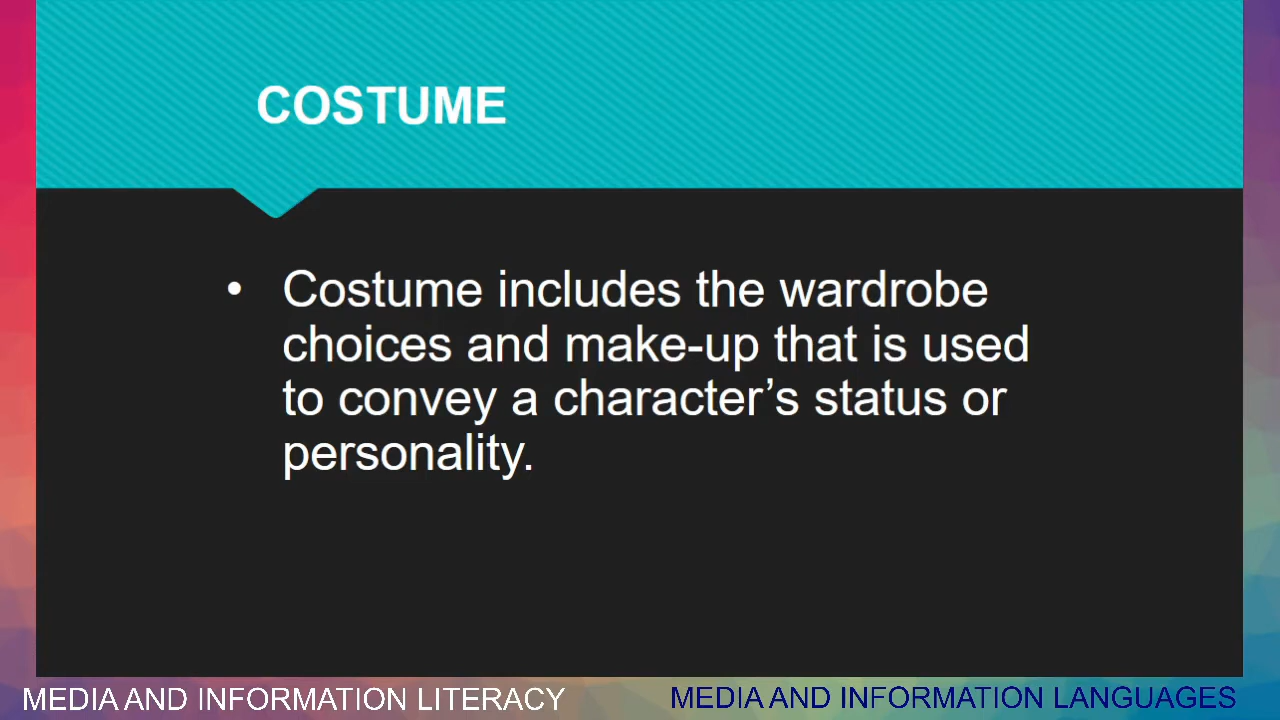 COSTUME
• Costume includes the wardrobe
choices and make-up that is used
to convey a character’s status or
personality.
MEDIA AND INFORMATION LITERACY
MEDIA AND INFORMATION LANGUAGES